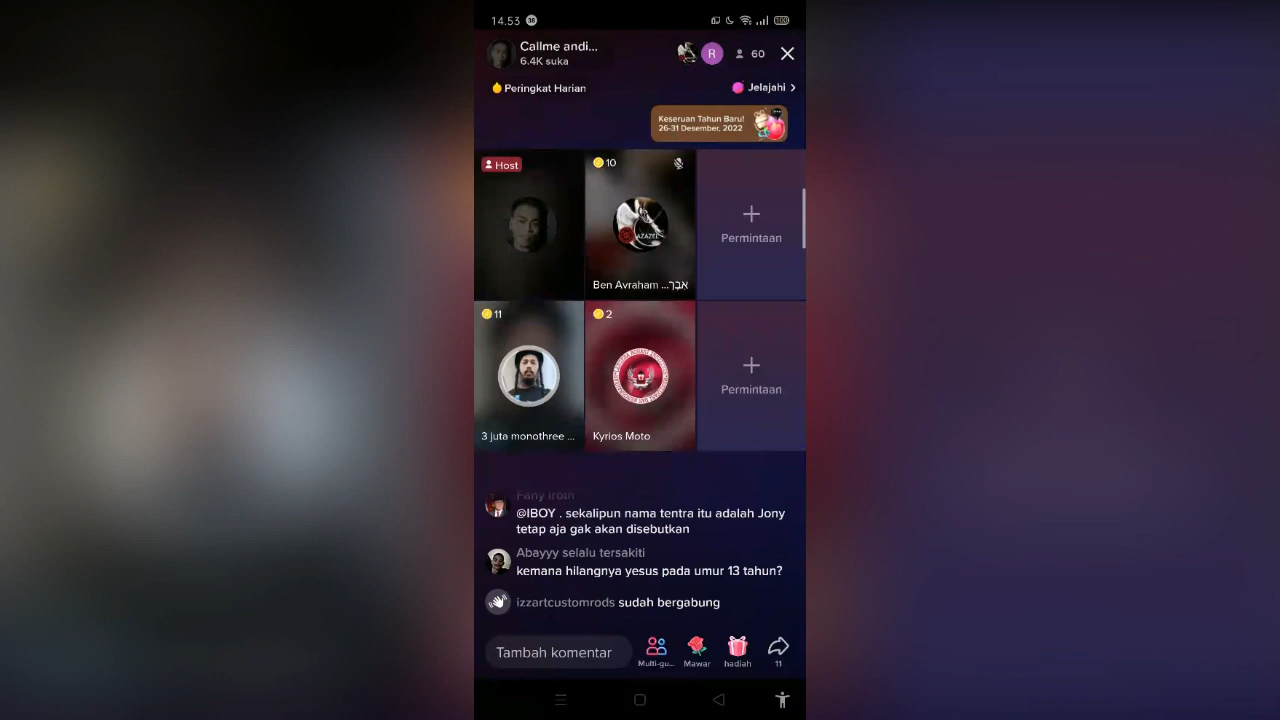 14.53
Callme andi...
6.4K suka
R
60
Peringkat Harian
Jelajahi
Keseruan Tahun Baru!
26-31 Desember, 2022
Host
10
AZAZEL
Permintaan
Ben Avraham ...אִבְרָ
11
2
3 juta monothree ...
Kyrios Moto
Permintaan
Fany Iroth
@IBOY . sekalipun nama tentra itu adalah Jony
tetap aja gak akan disebutkan
Abayyy selalu tersakiti
kemana hilangnya yesus pada umur 13 tahun?
izzartcustomrods sudah bergabung
Tambah komentar
Multi-gu...
Mawar
hadiah
11